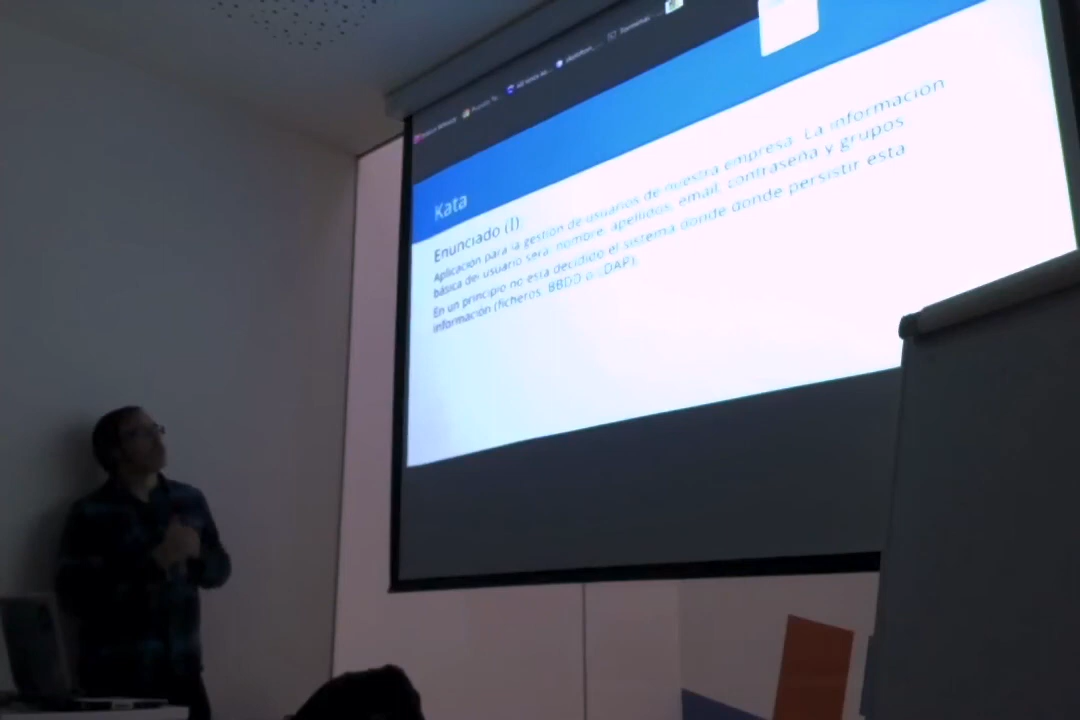 Kata
Enunciado (I)
Aplicación para la gestión de usuarios de nuestra empresa. La información
básica del usuario será: nombre, apellidos, email, contraseña y grupos
En un principio no está decidido el sistema donde donde persistir esta
información (ficheros, BBDD o LDAP).